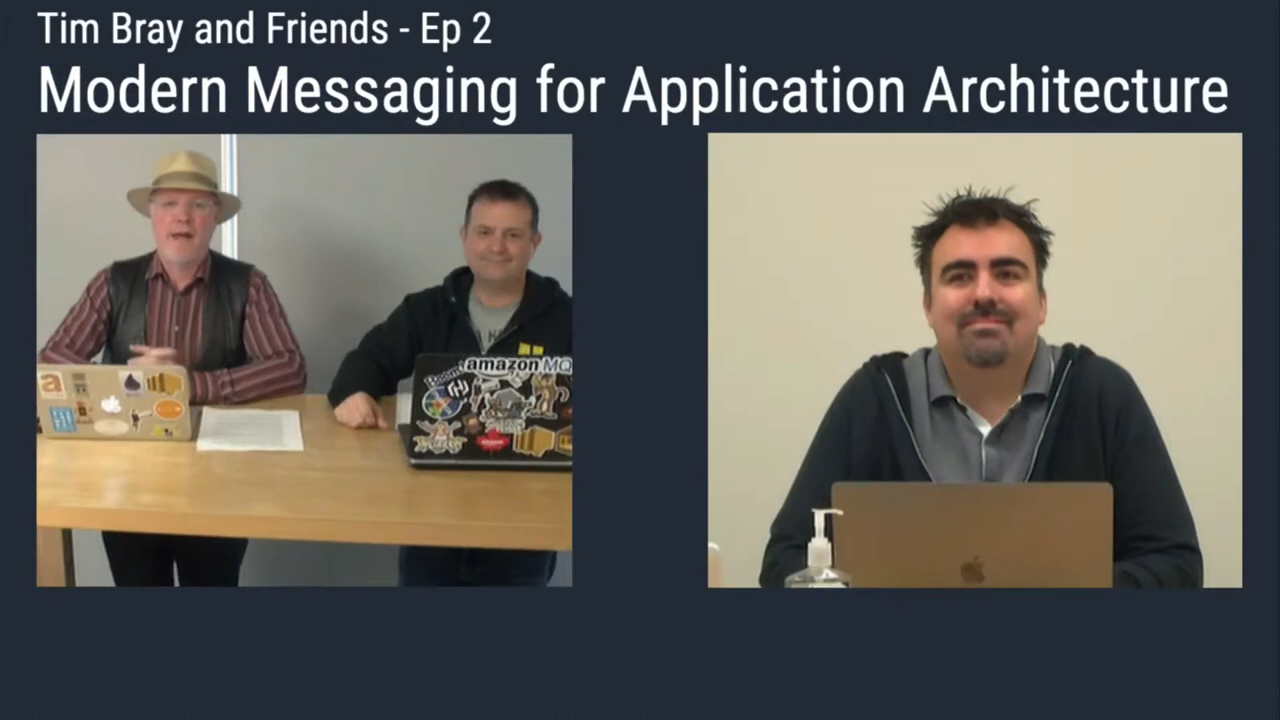 Tim Bray and Friends - Ep 2
Modern Messaging for Application Architecture
amazon MQ